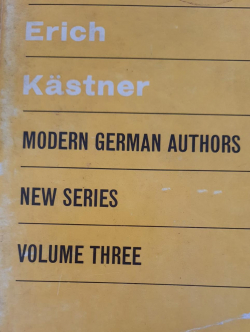 Erich
Kästner
MODERN GERMAN AUTHORS
NEW SERIES
VOLUME THREE